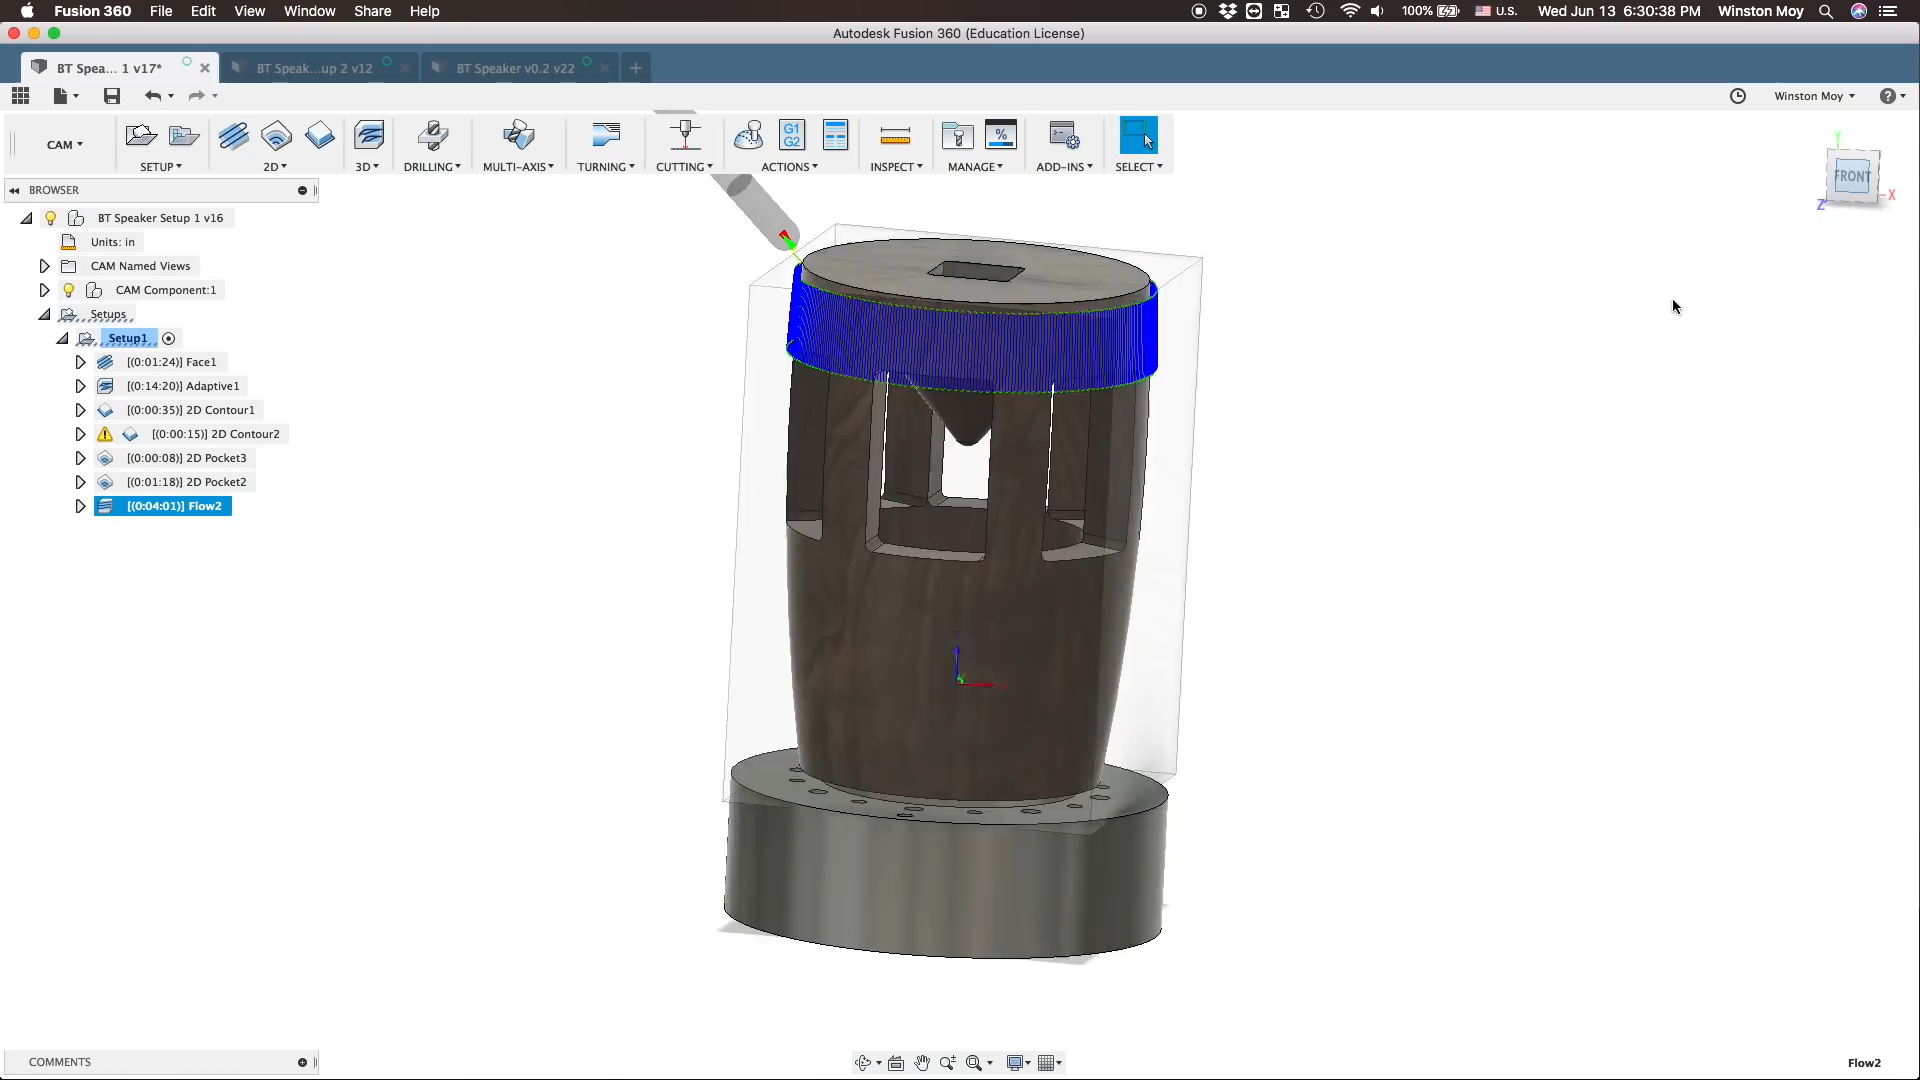 Fusion 360 File Edit View Window Share Help 100% U.S. Wed Jun 13 6:30:38 PM Winston Moy
Autodesk Fusion 360 (Education License)
BT Spea... 1 v17* BT Speak...up 2 v12 BT Speaker v0.2 v22 +
Winston Moy ?
CAM G1 G2 %
SETUP 2D 3D DRILLING MULTI-AXIS TURNING CUTTING ACTIONS INSPECT MANAGE ADD-INS SELECT
BROWSER
Y
FRONT
X
Z
BT Speaker Setup 1 v16
Units: in
CAM Named Views
CAM Component:1
Setups
Setup1
[(0:01:24)] Face1
[(0:14:20)] Adaptive1
[(0:00:35)] 2D Contour1
[(0:00:15)] 2D Contour2
[(0:00:08)] 2D Pocket3
[(0:01:18)] 2D Pocket2
[(0:04:01)] Flow2
COMMENTS
Flow2